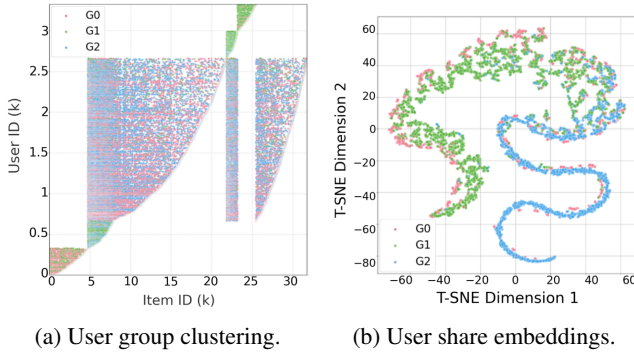 G0
G1
G2
3
2.5
2
1.5
1
0.5
0
User ID (k)
0
5
10
15
20
25
30
Item ID (k)
(a) User group clustering.
60
40
20
0
−20
−40
−60
−80
T-SNE Dimension 2
G0
G1
G2
−60
−40
−20
0
20
40
60
T-SNE Dimension 1
(b) User share embeddings.